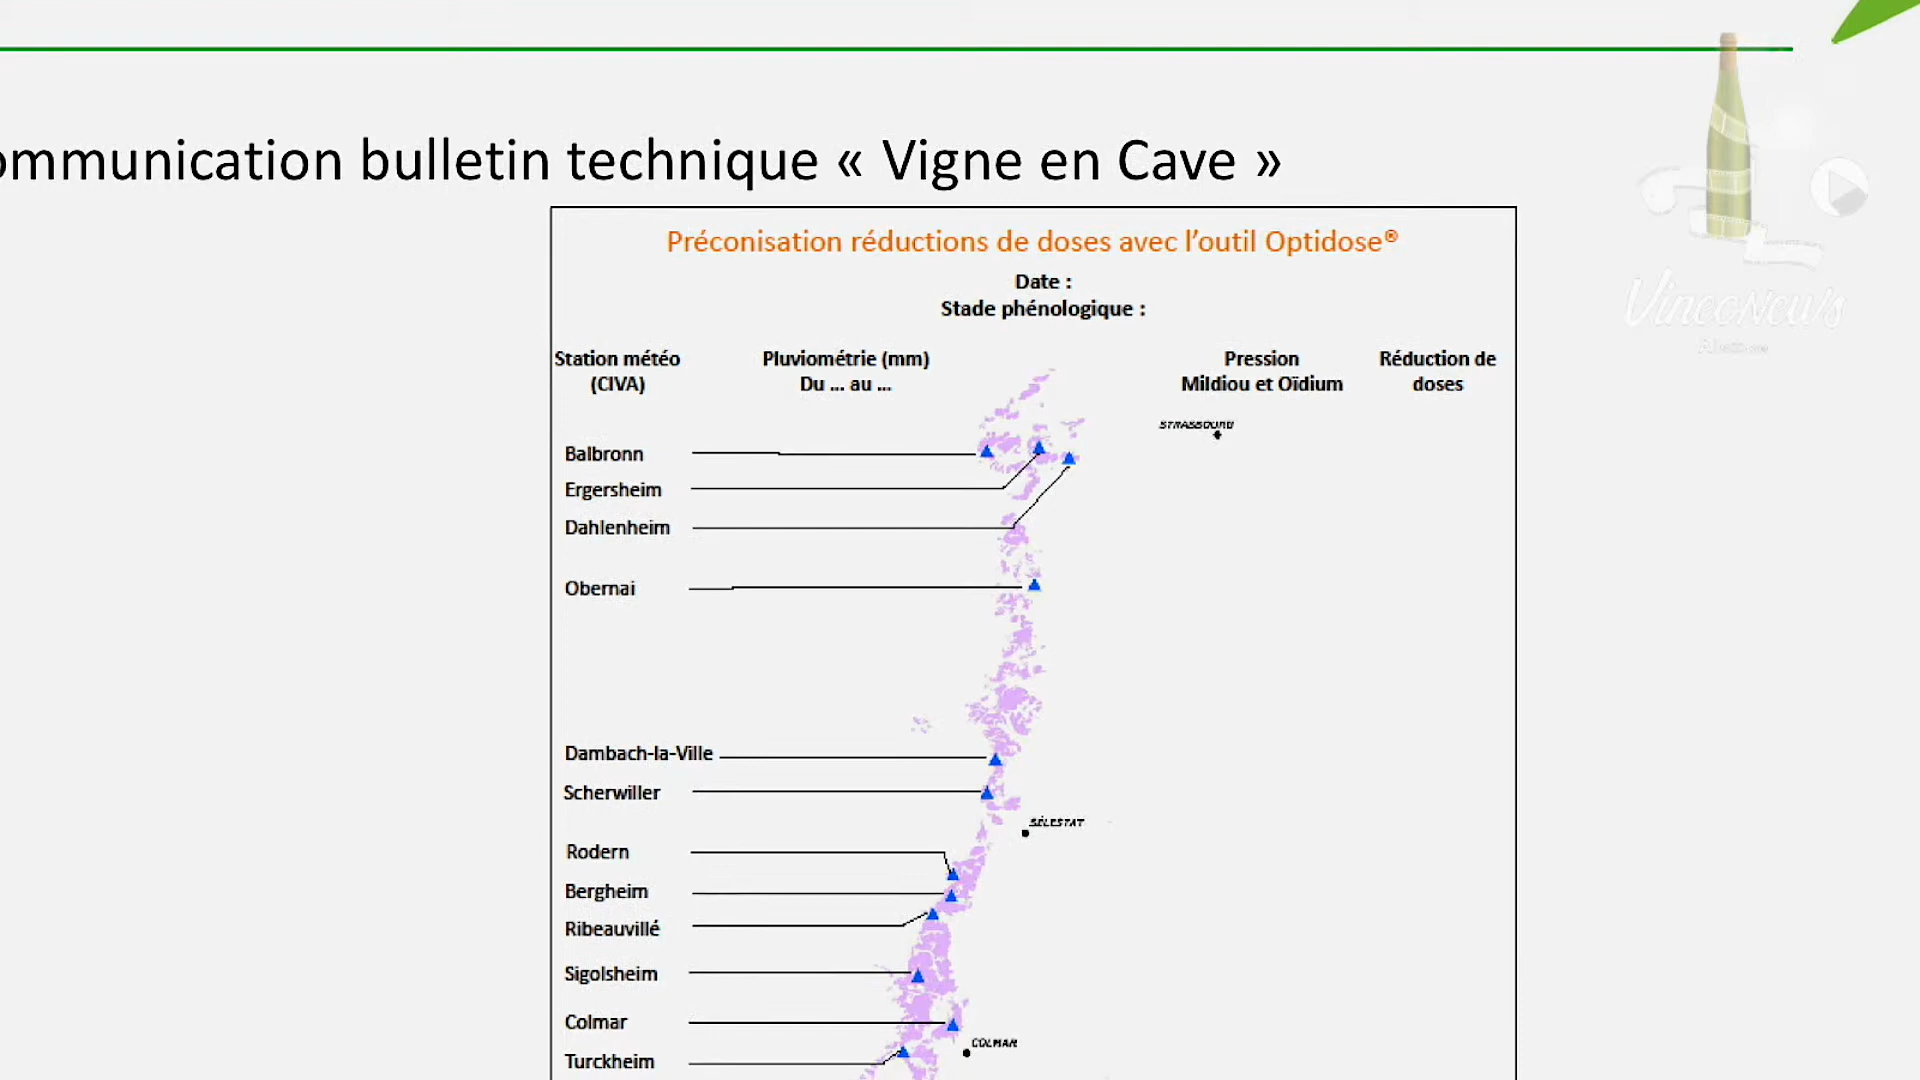 ommunication bulletin technique « Vigne en Cave »
Préconisation réductions de doses avec l'outil Optidose®
Date :
Stade phénologique :
Station météo
(CIVA)
Pluviométrie (mm)
Du ... au ...
Pression
Mildiou et Oïdium
Réduction de
doses
STRASBOURG
Balbronn
Ergersheim
Dahlenheim
Obernai
Dambach-la-Ville
Scherwiller
SÉLESTAT
Rodern
Bergheim
Ribeauvillé
Sigolsheim
Colmar
COLMAR
Turckheim
VinceoNews